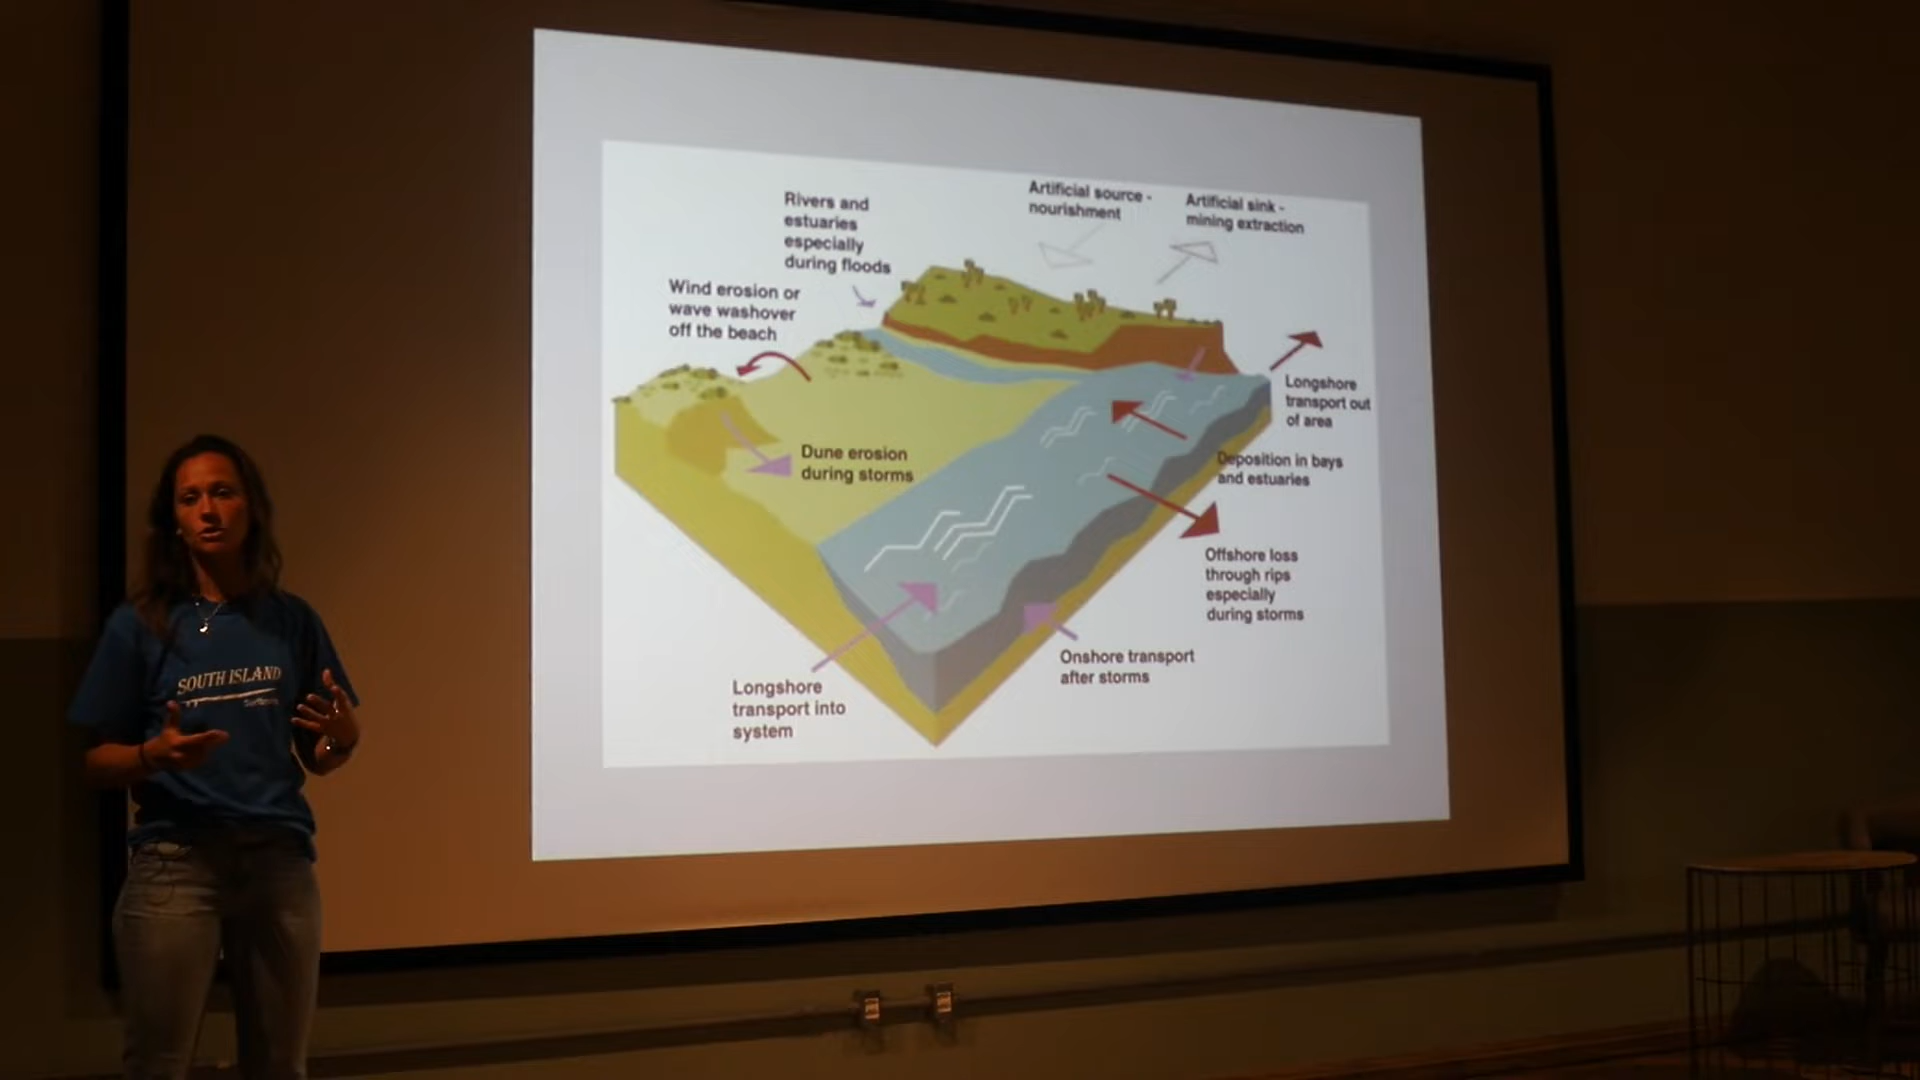 Artificial source -
nourishment
Artificial sink -
mining extraction
Rivers and
estuaries
especially
during floods
Wind erosion or
wave washover
off the beach
Longshore
transport out
of area
Dune erosion
during storms
Deposition in bays
and estuaries
Offshore loss
through rips
especially
during storms
Onshore transport
after storms
Longshore
transport into
system
SOUTH ISLAND